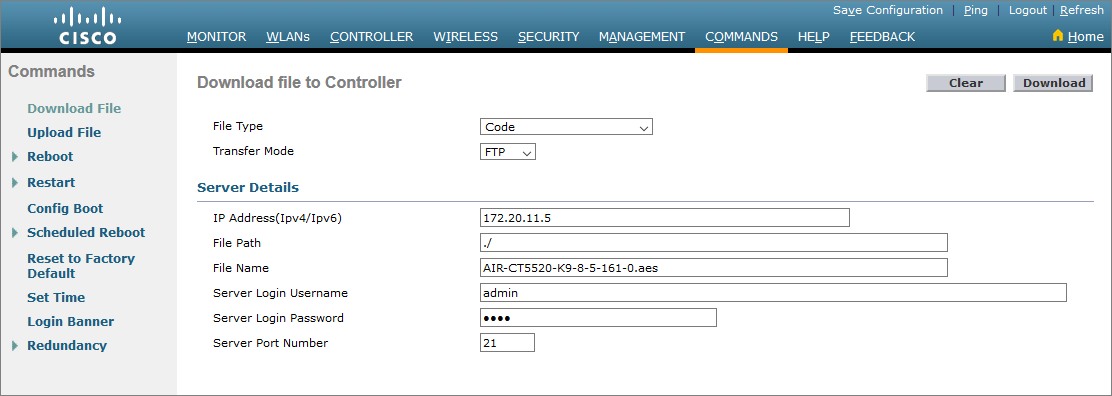 Save Configuration | Ping | Logout | Refresh
CISCO
MONITOR WLANs CONTROLLER WIRELESS SECURITY MANAGEMENT COMMANDS HELP FEEDBACK Home
Commands
Download File
Upload File
Reboot
Restart
Config Boot
Scheduled Reboot
Reset to Factory
Default
Set Time
Login Banner
Redundancy
Download file to Controller
Clear Download
File Type Code
Transfer Mode FTP
Server Details
IP Address(Ipv4/Ipv6) 172.20.11.5
File Path ./
File Name AIR-CT5520-K9-8-5-161-0.aes
Server Login Username admin
Server Login Password ••••
Server Port Number 21